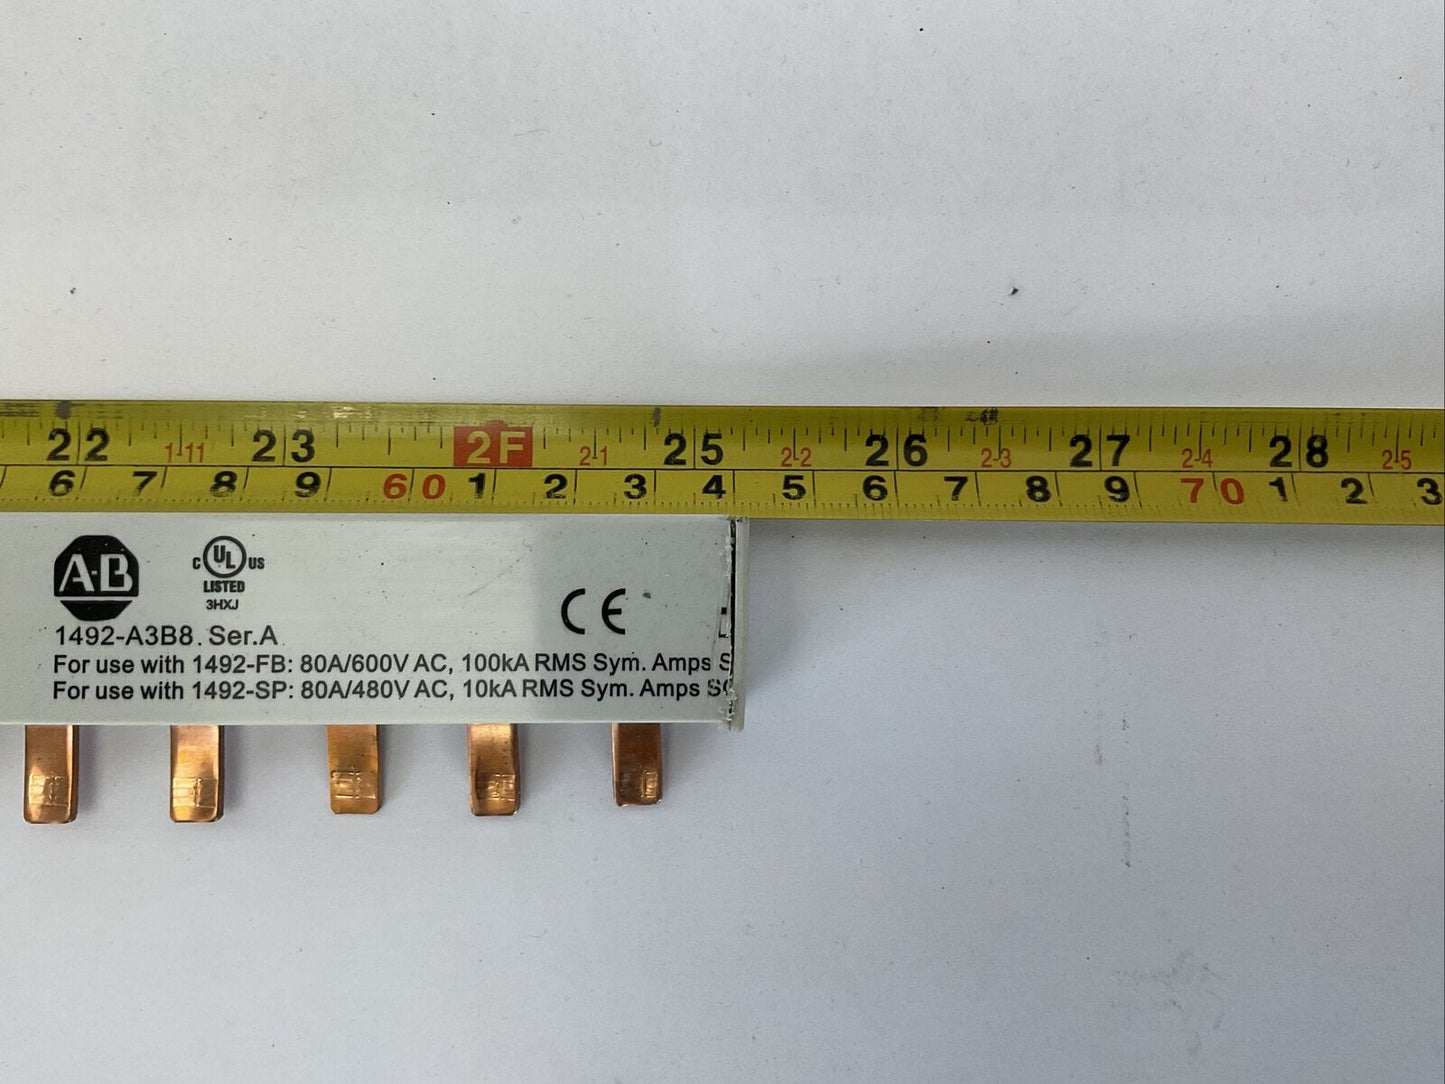 22 1-11 23 2F 2-1 25 2-2 26 2-3 27 2-4 28 2-5
6 7 8 9 60 1 2 3 4 5 6 7 8 9 70 1 2 3
A-B
C UL US
LISTED
3HXJ
CE
1492-A3B8. Ser.A
For use with 1492-FB: 80A/600V AC, 100kA RMS Sym. Amps S
For use with 1492-SP: 80A/480V AC, 10kA RMS Sym. Amps SC